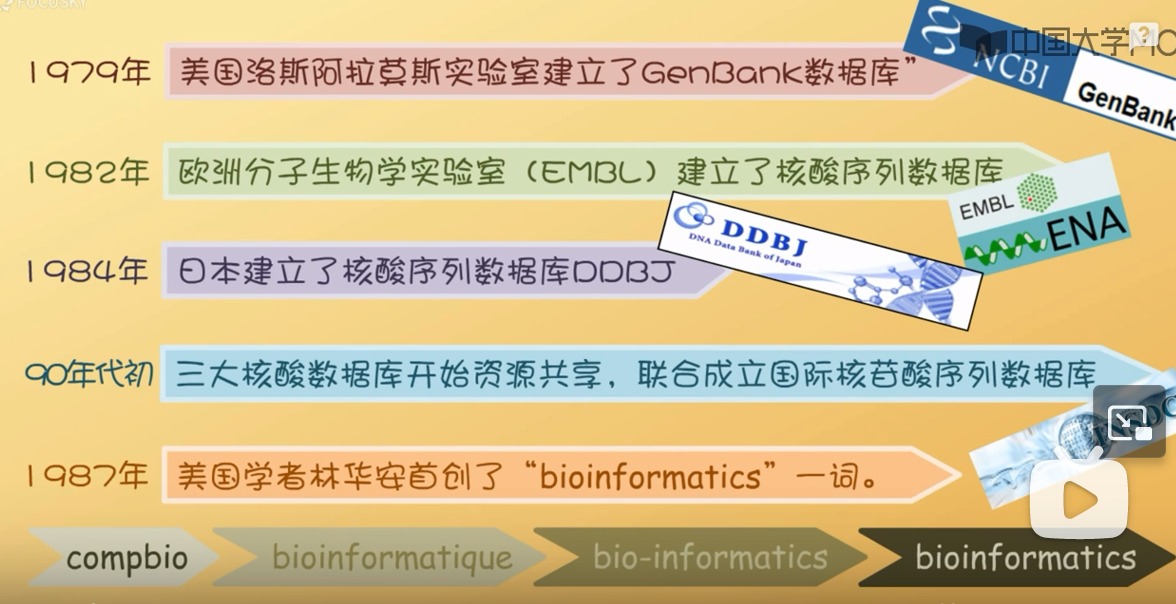 FOCUSKY
中国大学MO
1979年 美国洛斯阿拉莫斯实验室建立了GenBank数据库”
NCBI GenBank
1982年 欧洲分子生物学实验室（EMBL）建立了核酸序列数据库
EMBL
ENA
1984年 日本建立了核酸序列数据库DDBJ
DDBJ
DNA Data Bank of Japan
90年代初 三大核酸数据库开始资源共享，联合成立国际核苷酸序列数据库
1987年 美国学者林华安首创了“bioinformatics”一词。
compbio bioinformatique bio-informatics bioinformatics